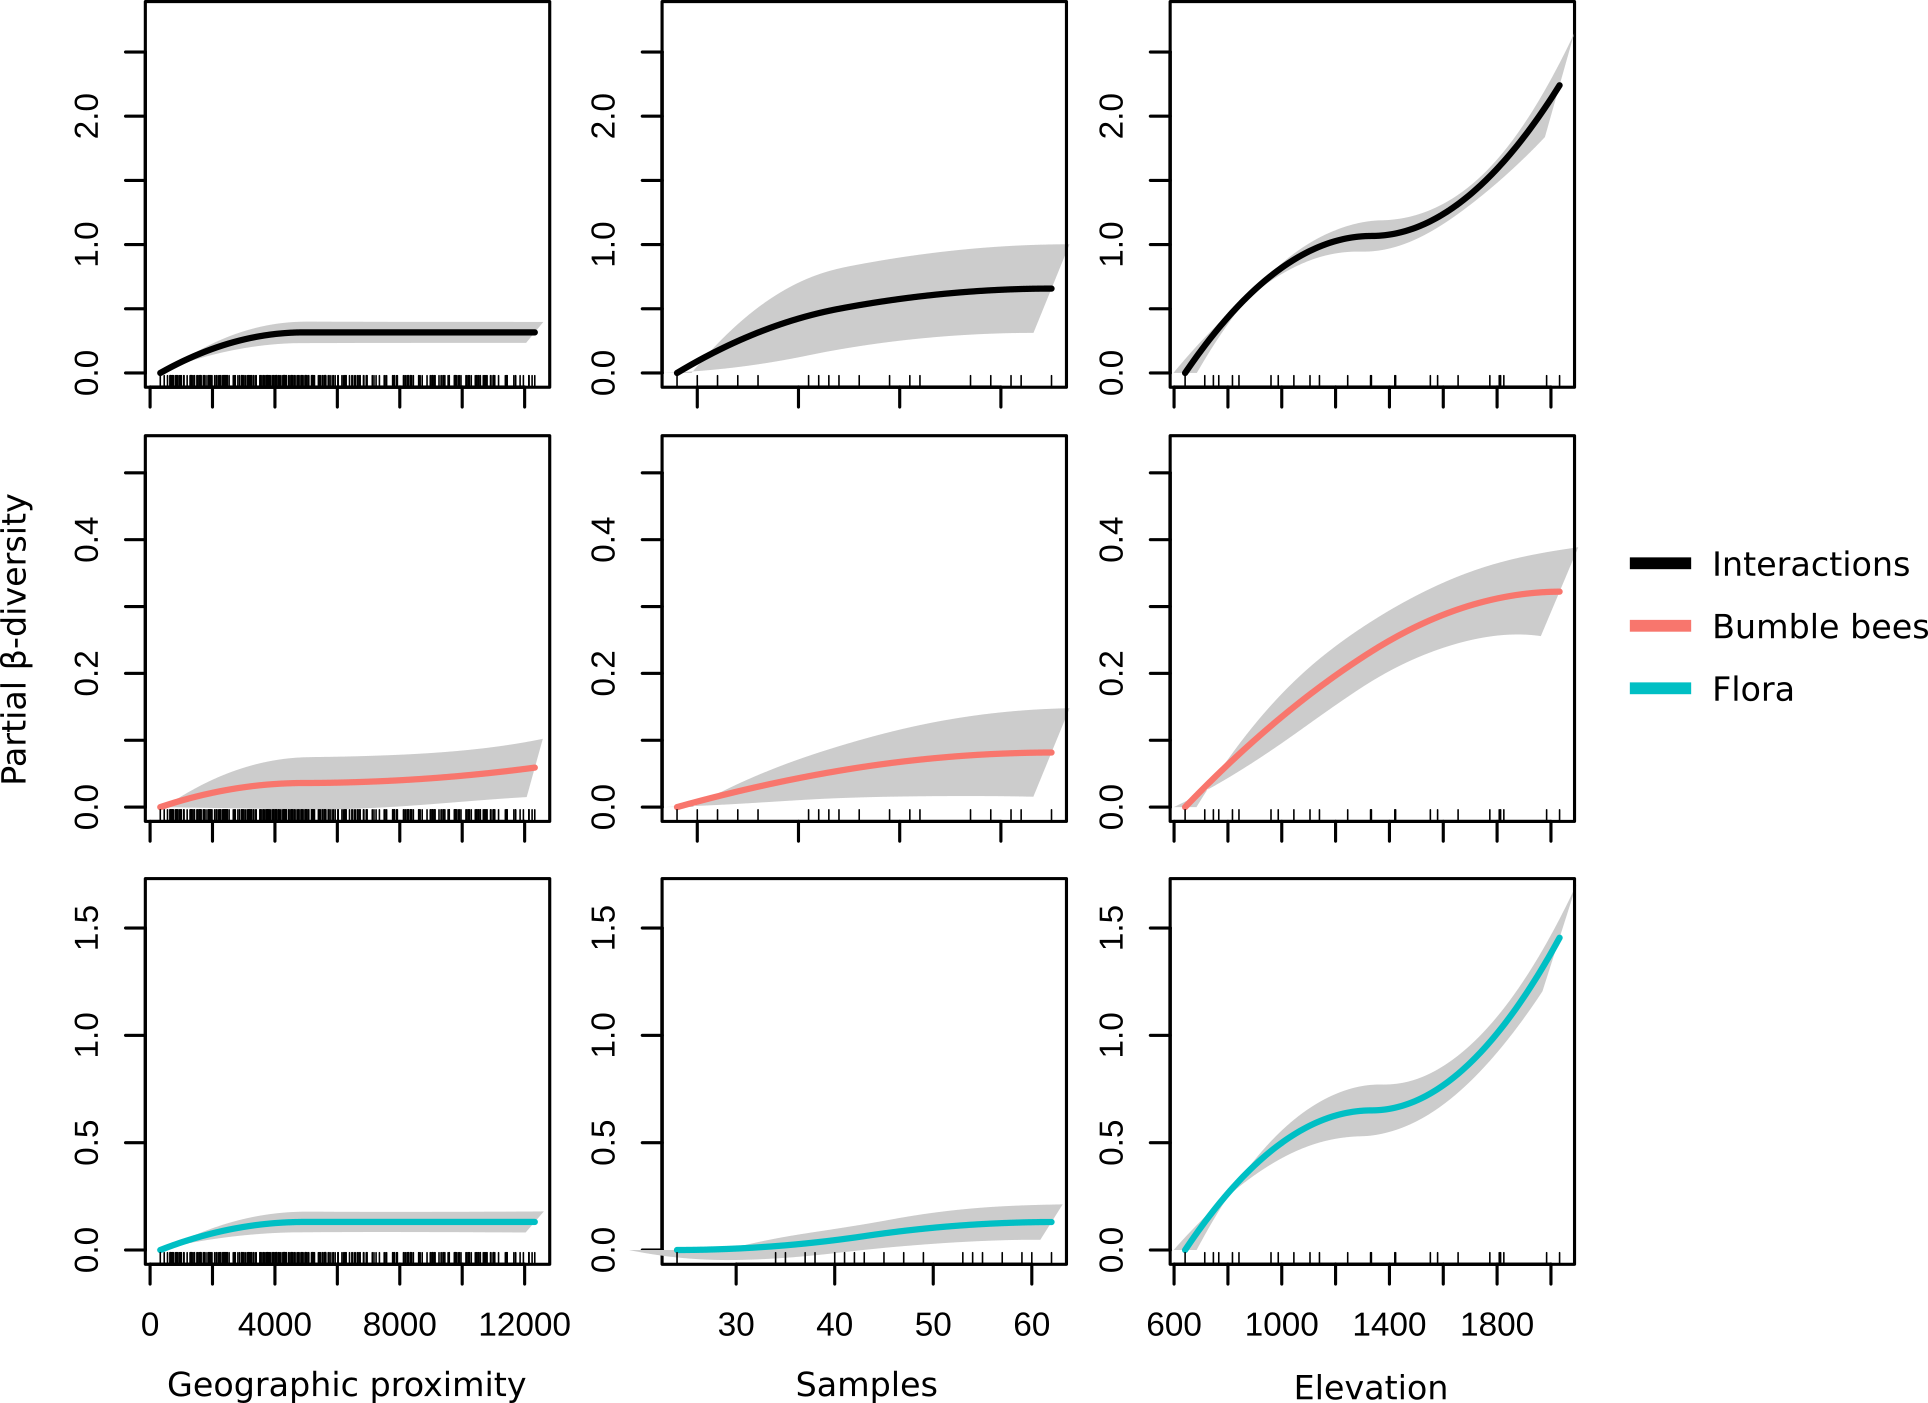 2.0 2.0 2.0
1.0 1.0 1.0
0.0 0.0 0.0
Partial β-diversity
0.4 0.4 0.4
0.2 0.2 0.2
0.0 0.0 0.0
Interactions
Bumble bees
Flora
1.5 1.5 1.5
1.0 1.0 1.0
0.5 0.5 0.5
0.0 0.0 0.0
0 4000 8000 12000 30 40 50 60 600 1000 1400 1800
Geographic proximity Samples Elevation